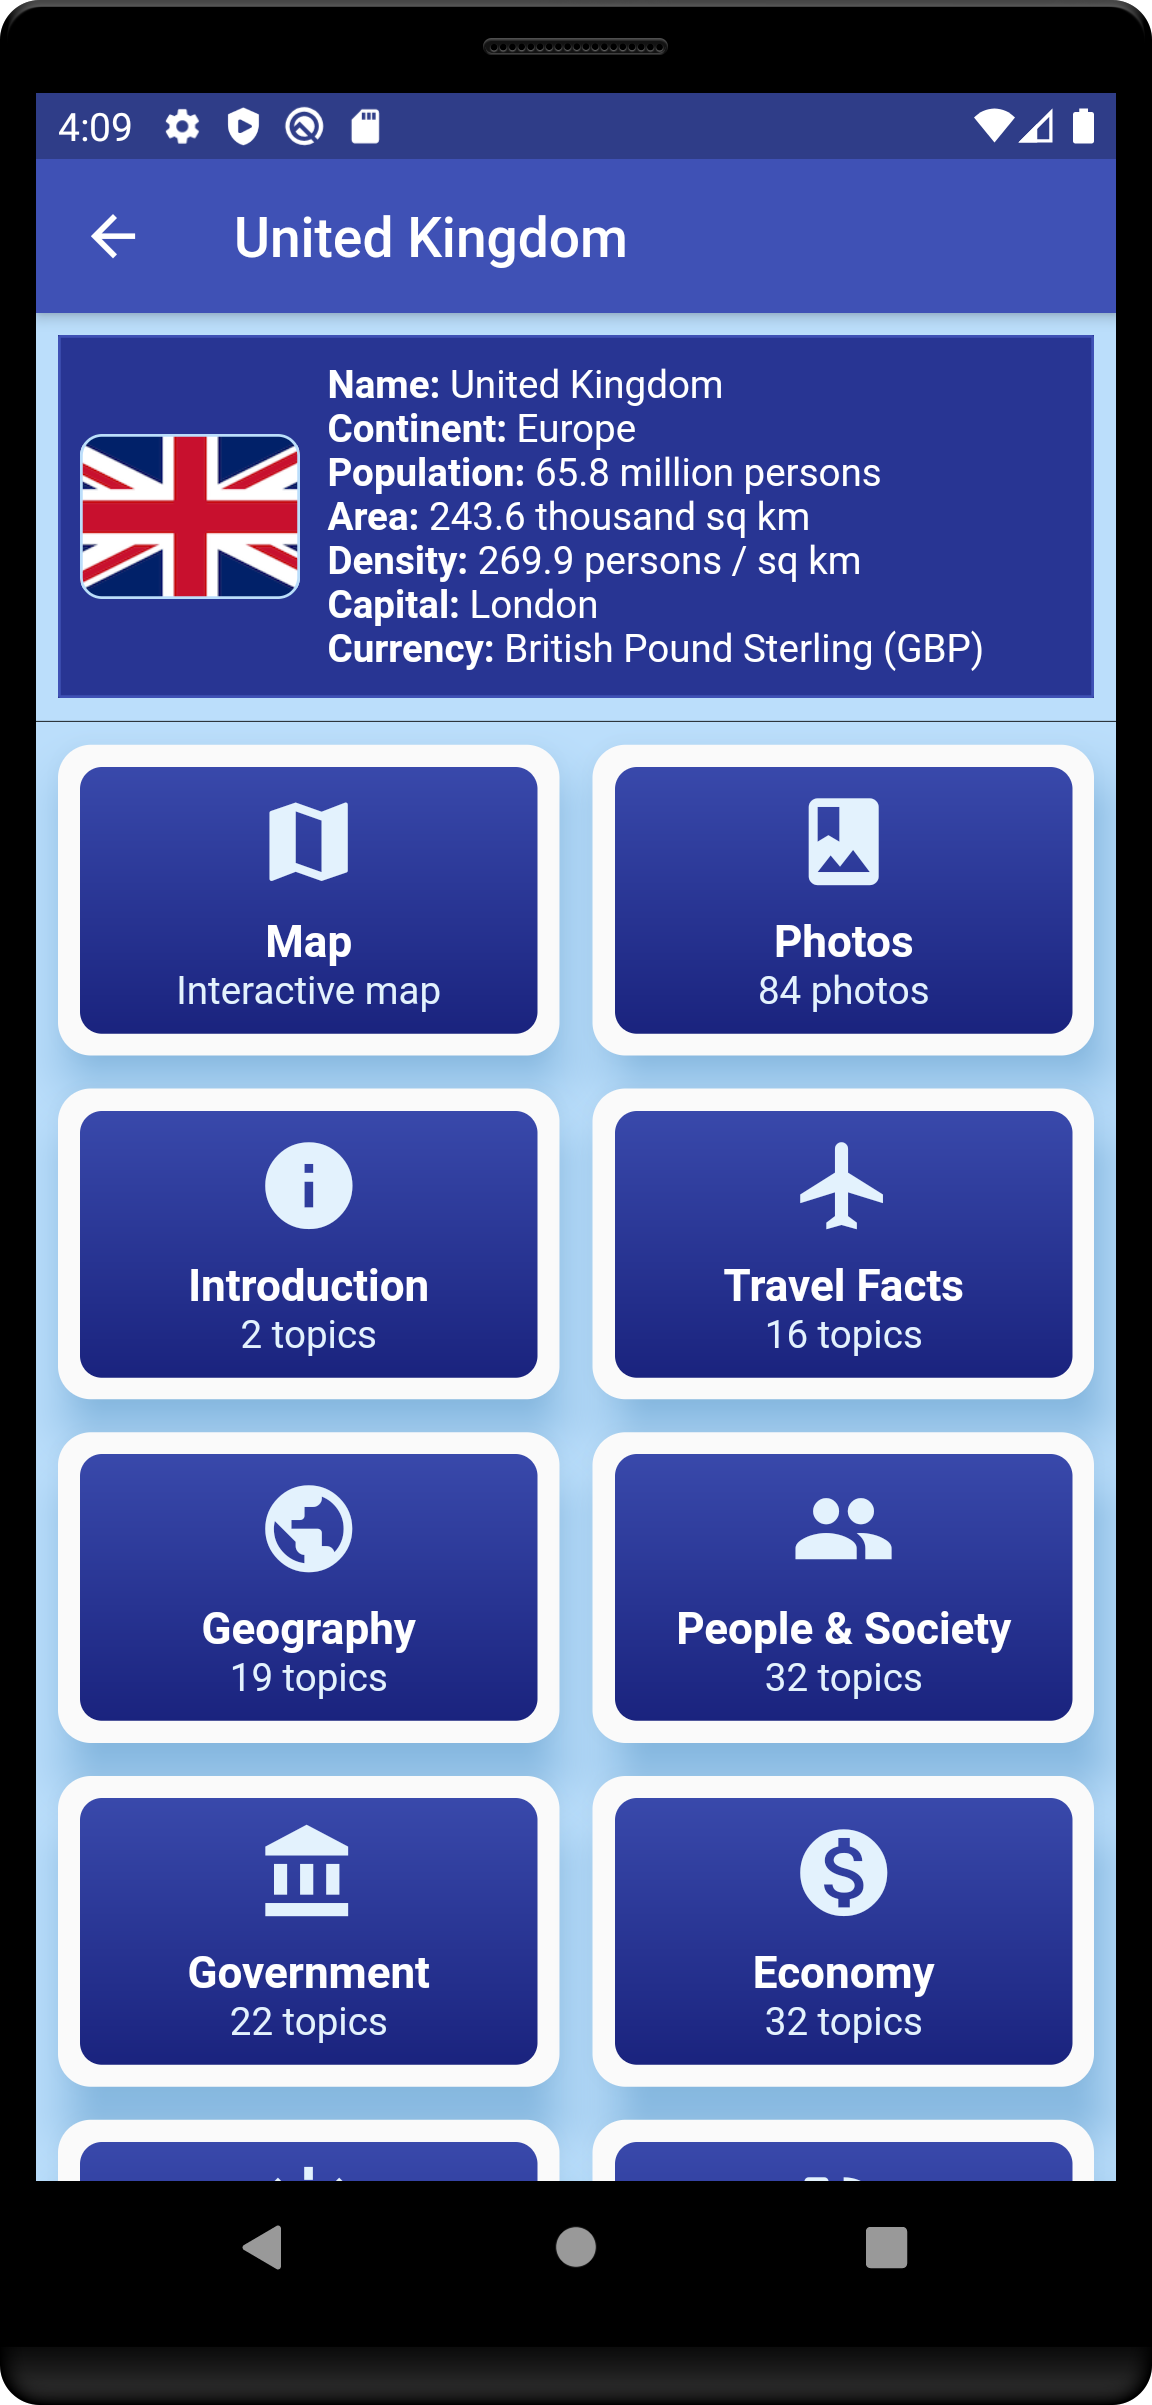 4:09
United Kingdom
Name: United Kingdom
Continent: Europe
Population: 65.8 million persons
Area: 243.6 thousand sq km
Density: 269.9 persons / sq km
Capital: London
Currency: British Pound Sterling (GBP)
Map
Interactive map
Photos
84 photos
Introduction
2 topics
Travel Facts
16 topics
Geography
19 topics
People & Society
32 topics
Government
22 topics
Economy
32 topics